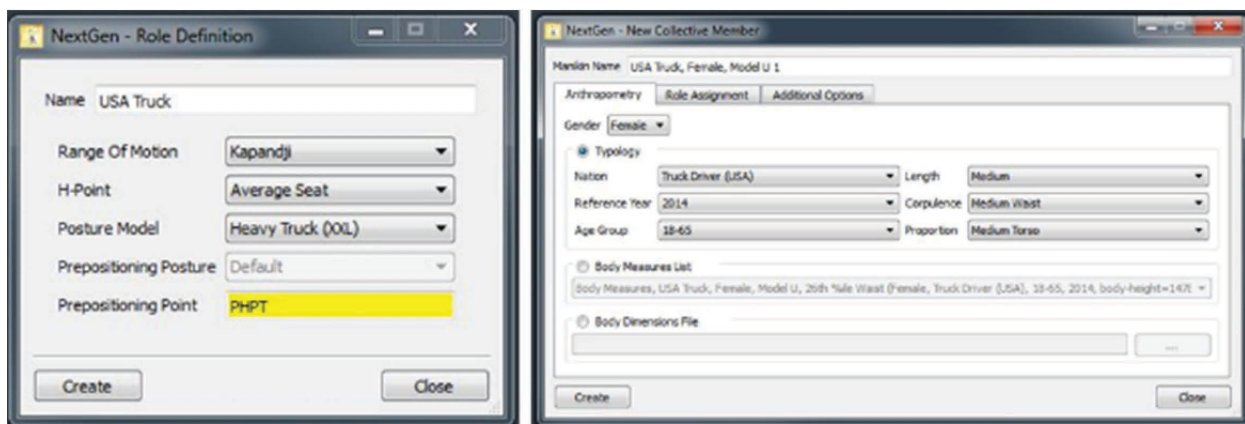 NextGen - Role Definition
Name USA Truck
Range Of Motion Kapandji
H-Point Average Seat
Posture Model Heavy Truck (XXL)
Prepositioning Posture Default
Prepositioning Point PHPT
Create Close
NextGen - New Collective Member
Manikin Name USA Truck, Female, Model U 1
Anthropometry Role Assignment Additional Options
Gender Female
Typology
Nation Truck Driver (USA) Length Medium
Reference Year 2014 Corpulence Medium Waist
Age Group 18-65 Proportion Medium Torso
Body Measures List
Body Measures, USA Truck, Female, Model U, 26th %ile Waist (Female, Truck Driver (USA), 18-65, 2014, body-height=147
Body Dimensions File
...
Create Close